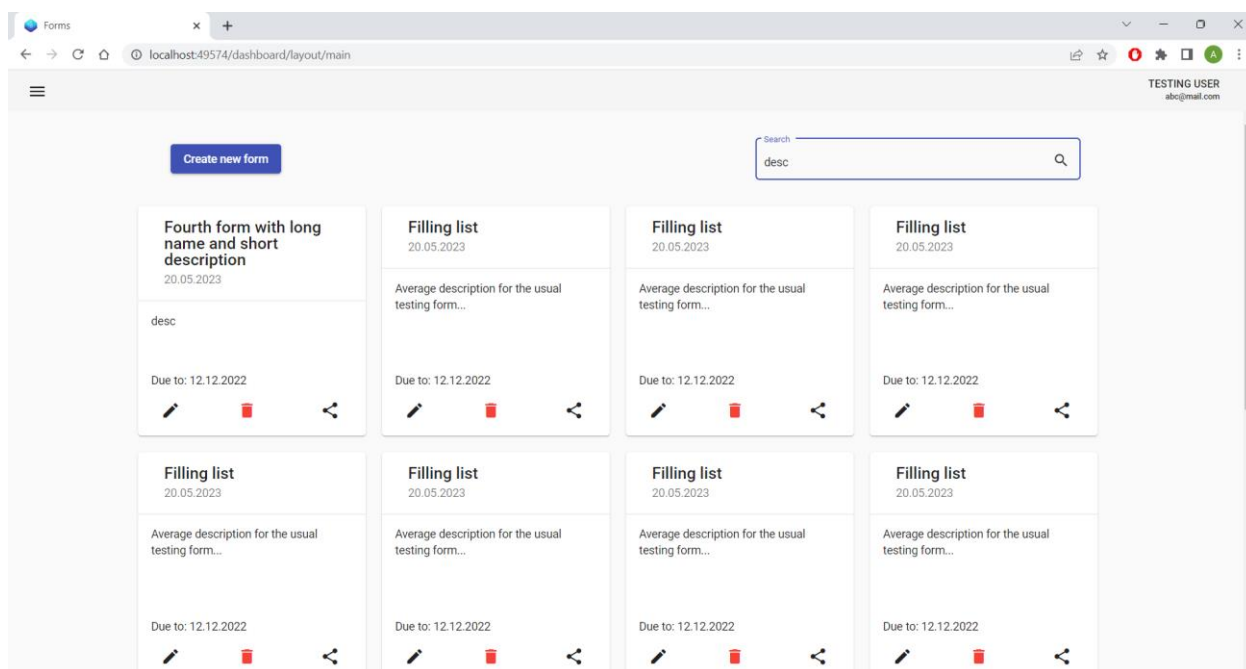 Forms
localhost:49574/dashboard/layout/main
A
TESTING USER
abc@mail.com
Create new form
Search
desc
Fourth form with long
name and short
description
20.05.2023
desc
Due to: 12.12.2022
Filling list
20.05.2023
Average description for the usual
testing form...
Due to: 12.12.2022
Filling list
20.05.2023
Average description for the usual
testing form...
Due to: 12.12.2022
Filling list
20.05.2023
Average description for the usual
testing form...
Due to: 12.12.2022
Filling list
20.05.2023
Average description for the usual
testing form...
Due to: 12.12.2022
Filling list
20.05.2023
Average description for the usual
testing form...
Due to: 12.12.2022
Filling list
20.05.2023
Average description for the usual
testing form...
Due to: 12.12.2022
Filling list
20.05.2023
Average description for the usual
testing form...
Due to: 12.12.2022